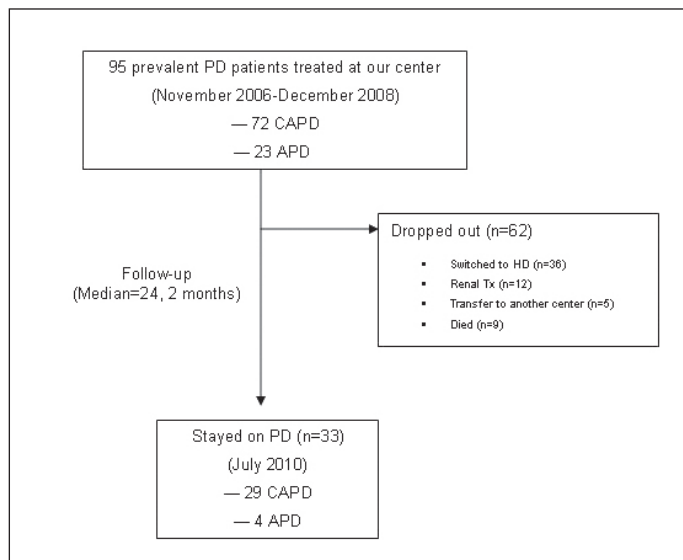 95 prevalent PD patients treated at our center
(November 2006-December 2008)
— 72 CAPD
— 23 APD
Dropped out (n=62)
▪ Switched to HD (n=36)
▪ Renal Tx (n=12)
▪ Transfer to another center (n=5)
▪ Died (n=9)
Follow-up
(Median=24, 2 months)
Stayed on PD (n=33)
(July 2010)
— 29 CAPD
— 4 APD